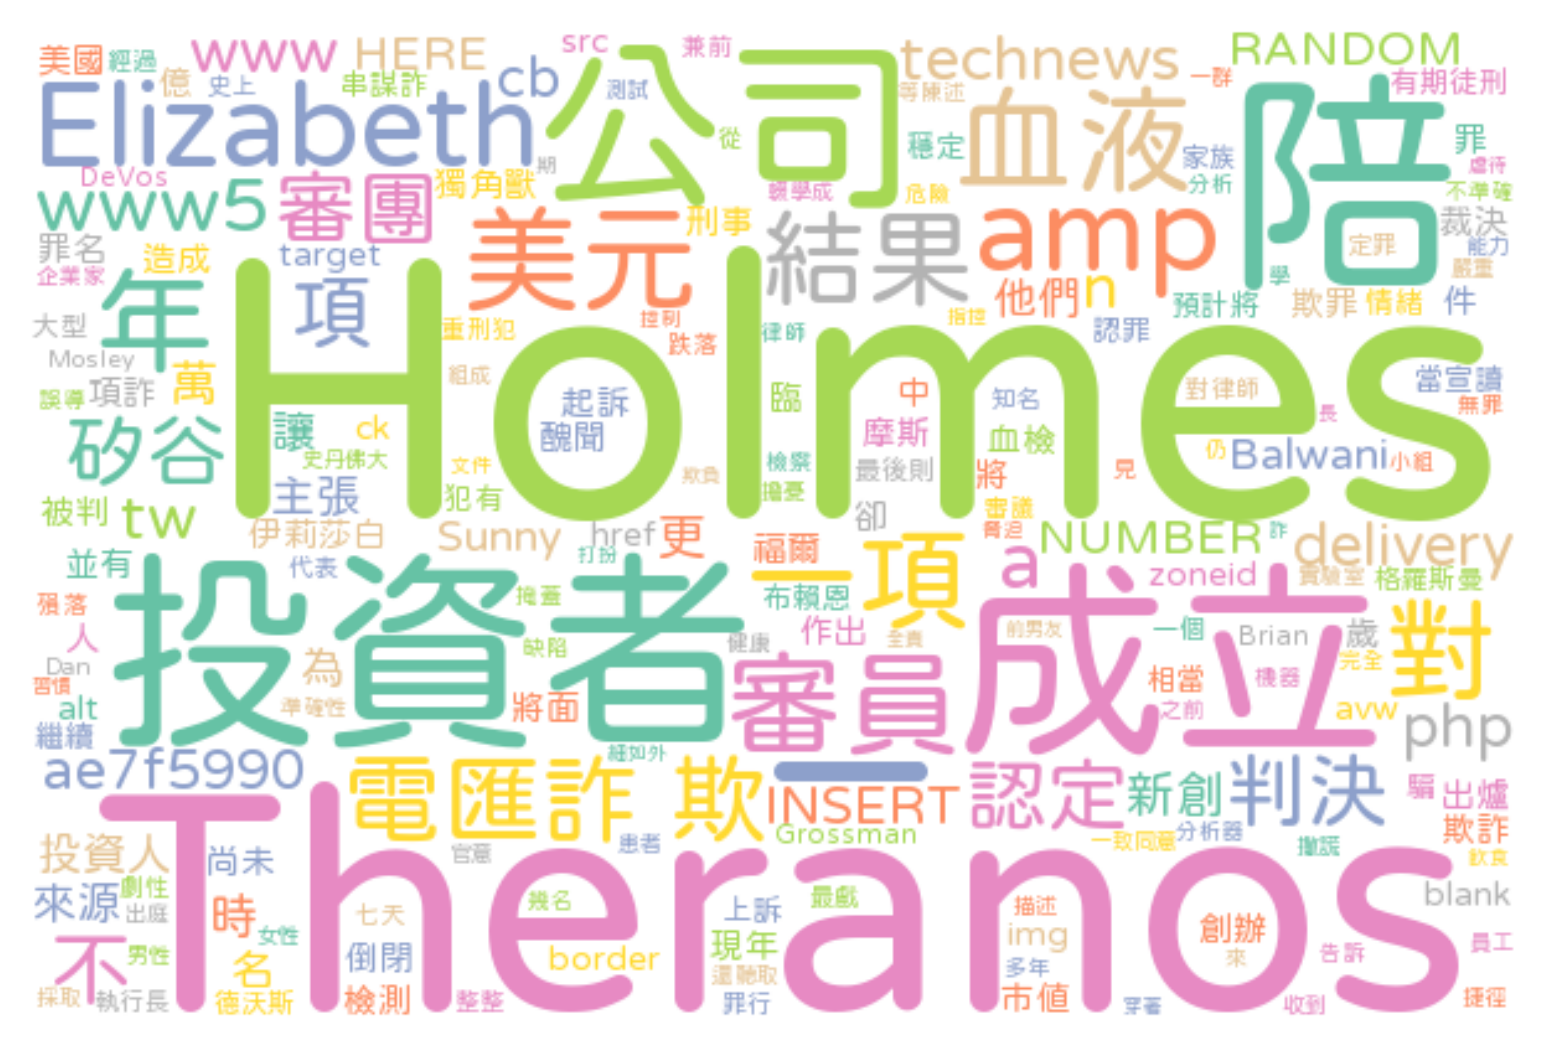 美國 經過 www HERE src 兼前 technews RANDOM
億 史上 串謀詐 cb 測試 公司 等陳述 一群 有期徒刑
Elizabeth 從 血液 陪 罪
DeVos 期 穩定 家族 虐待
www5 審團 獨角獸 危險 分析 不準確
罪名 造成 target 美元 刑事 結果 amp 定罪 裁決 能力
企業家 學 嚴重
年 項 他們 n 預計將 欺罪 情緒 件
大型 重刑犯 控制 律師 指控 認罪
Mosley 跌落
Holmes
誤導 項詐 萬 組成 起訴 臨 中 知名 對律師 當宣讀 無罪
矽谷 讓 ck 醜聞 摩斯 血檢 長
史丹佛大 文件 檢察 最後則 見 仍 Balwani 小組
主張 犯有 欺負 擔憂 將
被判 tw 卻 審議
伊莉莎白 Sunny href 更 福爾 脅迫 NUMBER 詐 delivery
並有 代表 打扮 一項 a zoneid 實驗室 格羅斯曼
殞落 投資者 掩蓋 布賴恩 成立 對
人 缺陷 健康 作出 全責 前男友 一個 Brian 歲
Dan 為 審員 完全
習慣 準確性 將面 相當 機器
alt 之前 avw php
繼續 細如外
ae7f5990 電匯詐 欺 一 INSERT 認定 新創 判決 騙 出爐
Grossman 分析器 欺詐
投資人 尚未 患者 一致同意 撒謊 飲食
Theranos
來源 劇性 出庭 時 七天 幾名 上訴 最戲 描述 創辦 blank
不 男性 女性 名 倒閉 border 現年 img 來 告訴 員工
多年
採取 執行長 德沃斯 檢測 整整 還聽取 罪行 市值 穿著 收到 捷徑